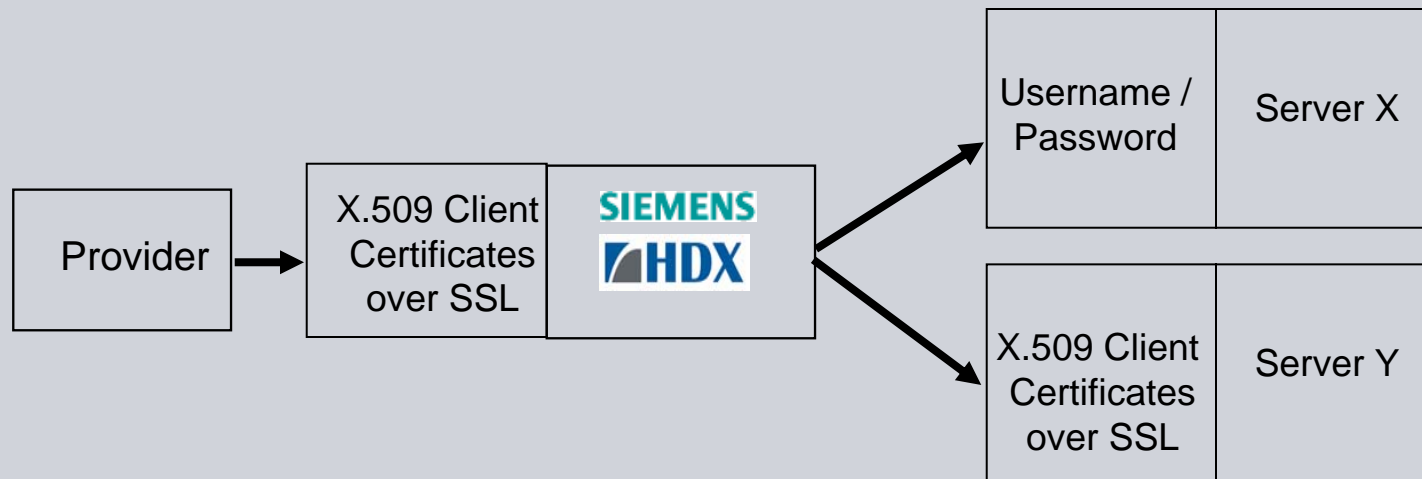 Provider
X.509 Client
Certificates
over SSL
SIEMENS
HDX
Username /
Password
Server X
X.509 Client
Certificates
over SSL
Server Y